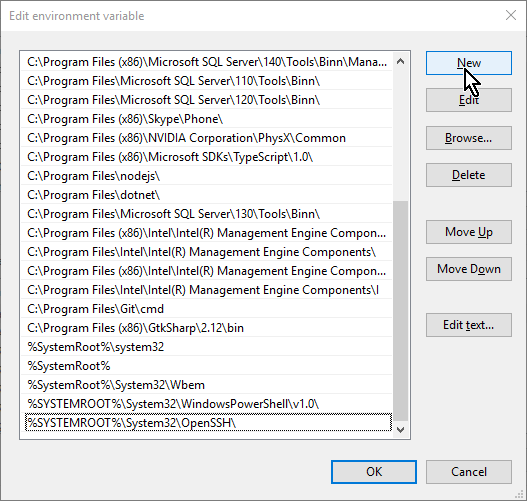 Edit environment variable
C:\Program Files (x86)\Microsoft SQL Server\140\Tools\Binn\Mana...
C:\Program Files (x86)\Microsoft SQL Server\110\Tools\Binn\
C:\Program Files (x86)\Microsoft SQL Server\120\Tools\Binn\
C:\Program Files (x86)\Skype\Phone\
C:\Program Files (x86)\NVIDIA Corporation\PhysX\Common
C:\Program Files (x86)\Microsoft SDKs\TypeScript\1.0\
C:\Program Files\nodejs\
C:\Program Files\dotnet\
C:\Program Files\Microsoft SQL Server\130\Tools\Binn\
C:\Program Files (x86)\Intel\Intel(R) Management Engine Compon...
C:\Program Files\Intel\Intel(R) Management Engine Components\
C:\Program Files (x86)\Intel\Intel(R) Management Engine Compon...
C:\Program Files\Intel\Intel(R) Management Engine Components\I
C:\Program Files\Git\cmd
C:\Program Files (x86)\GtkSharp\2.12\bin
%SystemRoot%\system32
%SystemRoot%
%SystemRoot%\System32\Wbem
%SYSTEMROOT%\System32\WindowsPowerShell\v1.0\
%SYSTEMROOT%\System32\OpenSSH\
New
Edit
Browse...
Delete
Move Up
Move Down
Edit text...
OK
Cancel